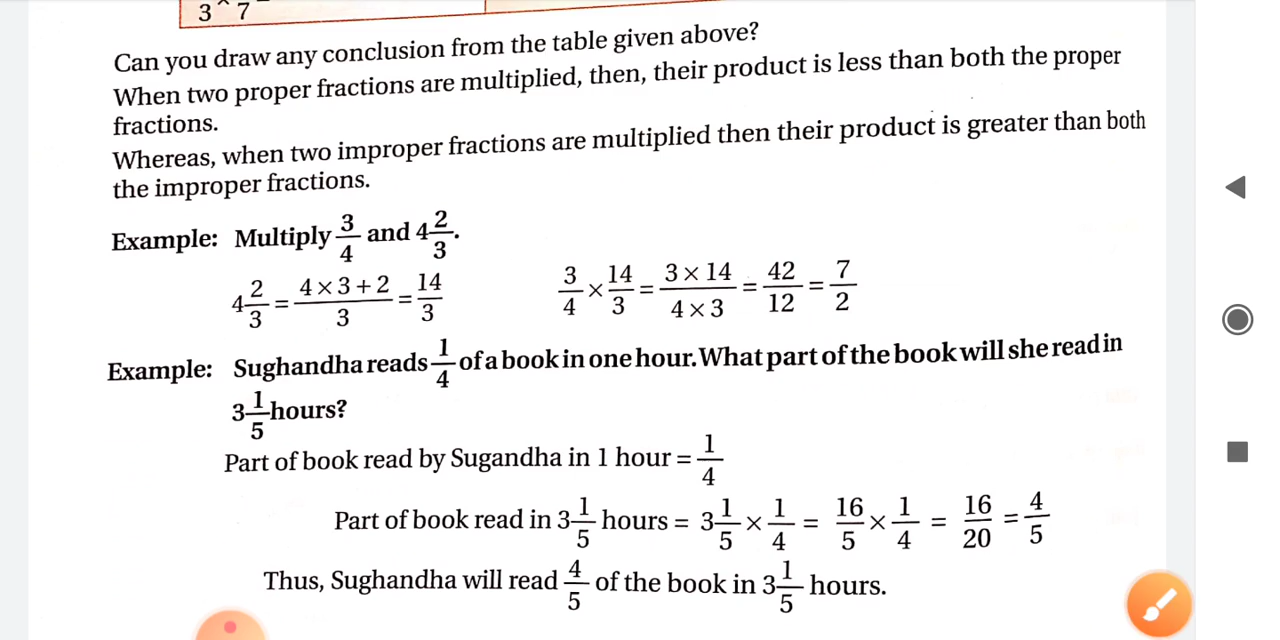 3 × 7
Can you draw any conclusion from the table given above?
When two proper fractions are multiplied, then, their product is less than both the proper
fractions.
Whereas, when two improper fractions are multiplied then their product is greater than both
the improper fractions.
Example: Multiply 3/4 and 4 2/3.
4 2/3 = (4 × 3 + 2)/3 = 14/3    3/4 × 14/3 = (3 × 14)/(4 × 3) = 42/12 = 7/2
Example: Sughandha reads 1/4 of a book in one hour. What part of the book will she read in
3 1/5 hours?
Part of book read by Sugandha in 1 hour = 1/4
Part of book read in 3 1/5 hours = 3 1/5 × 1/4 = 16/5 × 1/4 = 16/20 = 4/5
Thus, Sughandha will read 4/5 of the book in 3 1/5 hours.